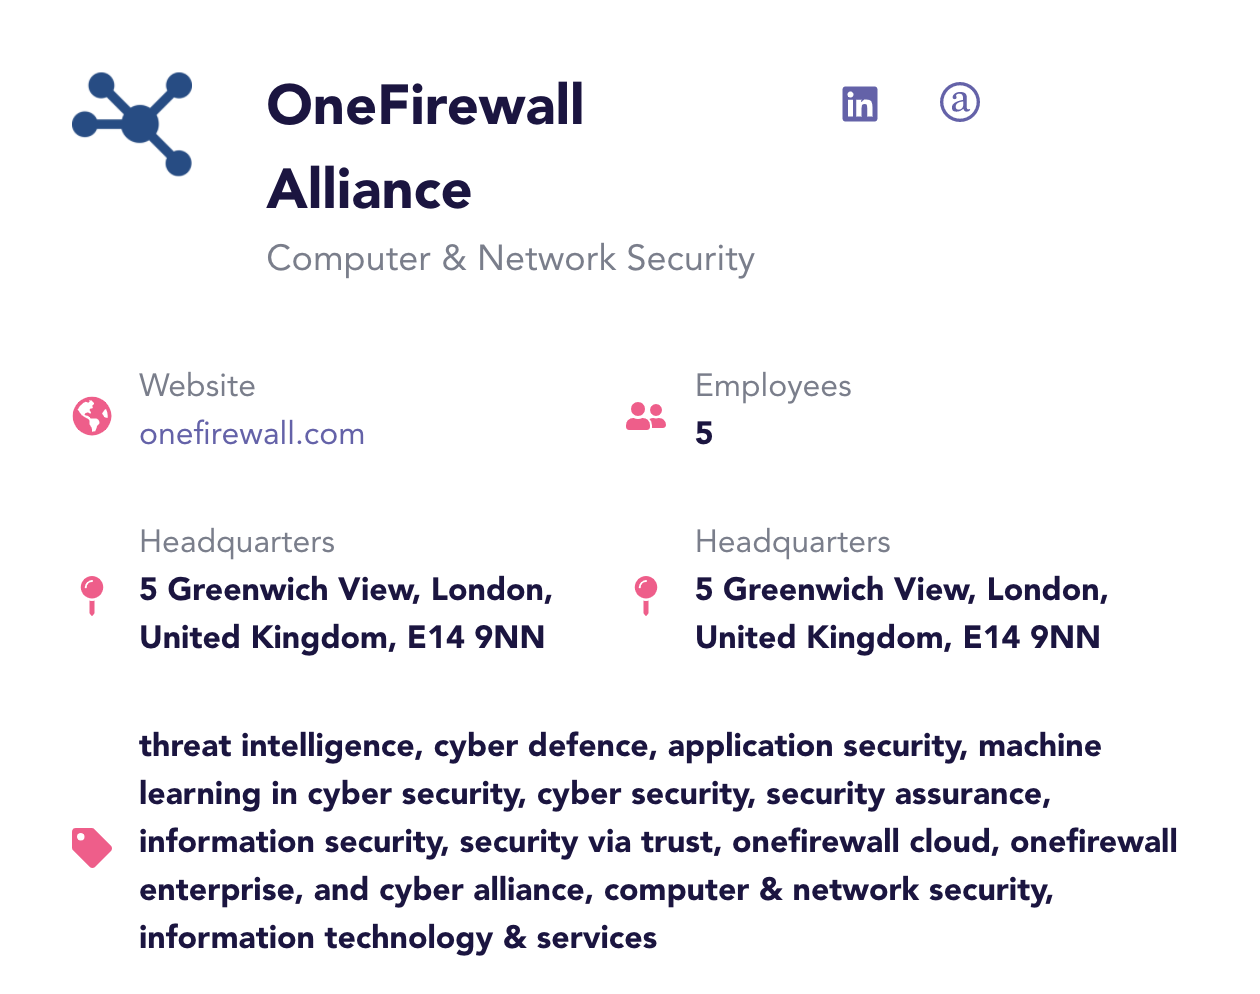 OneFirewall
Alliance
Computer & Network Security
Website
onefirewall.com
Employees
5
Headquarters
5 Greenwich View, London,
United Kingdom, E14 9NN
Headquarters
5 Greenwich View, London,
United Kingdom, E14 9NN
threat intelligence, cyber defence, application security, machine
learning in cyber security, cyber security, security assurance,
information security, security via trust, onefirewall cloud, onefirewall
enterprise, and cyber alliance, computer & network security,
information technology & services